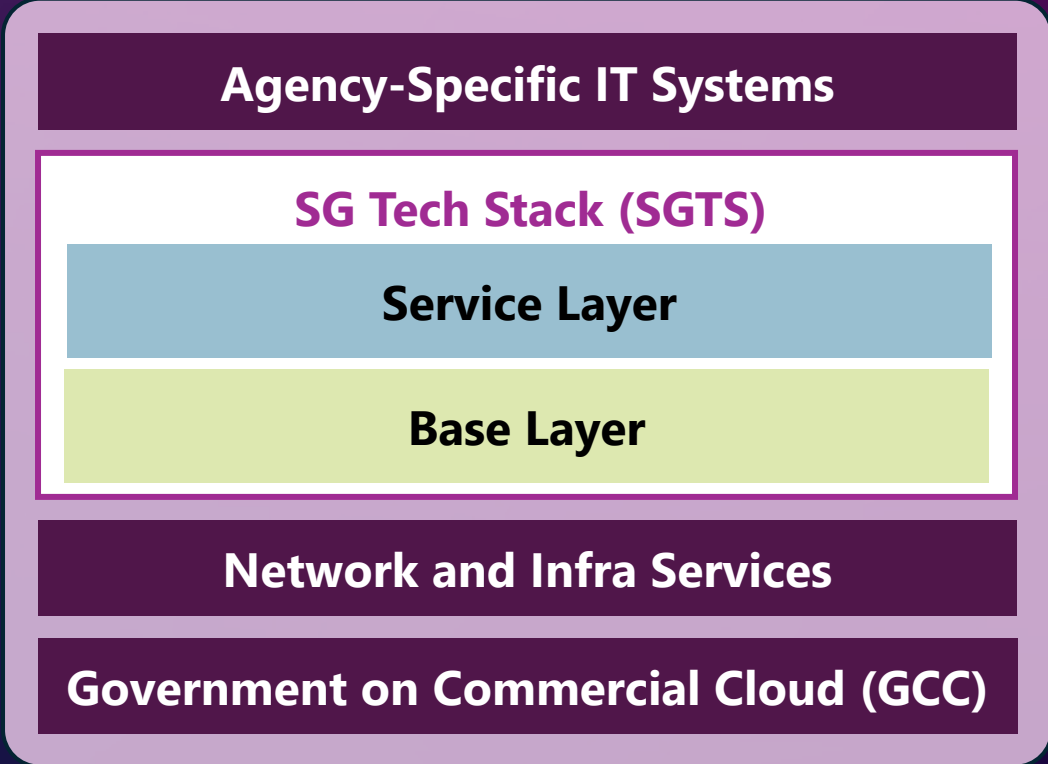 Agency-Specific IT Systems
SG Tech Stack (SGTS)
Service Layer
Base Layer
Network and Infra Services
Government on Commercial Cloud (GCC)